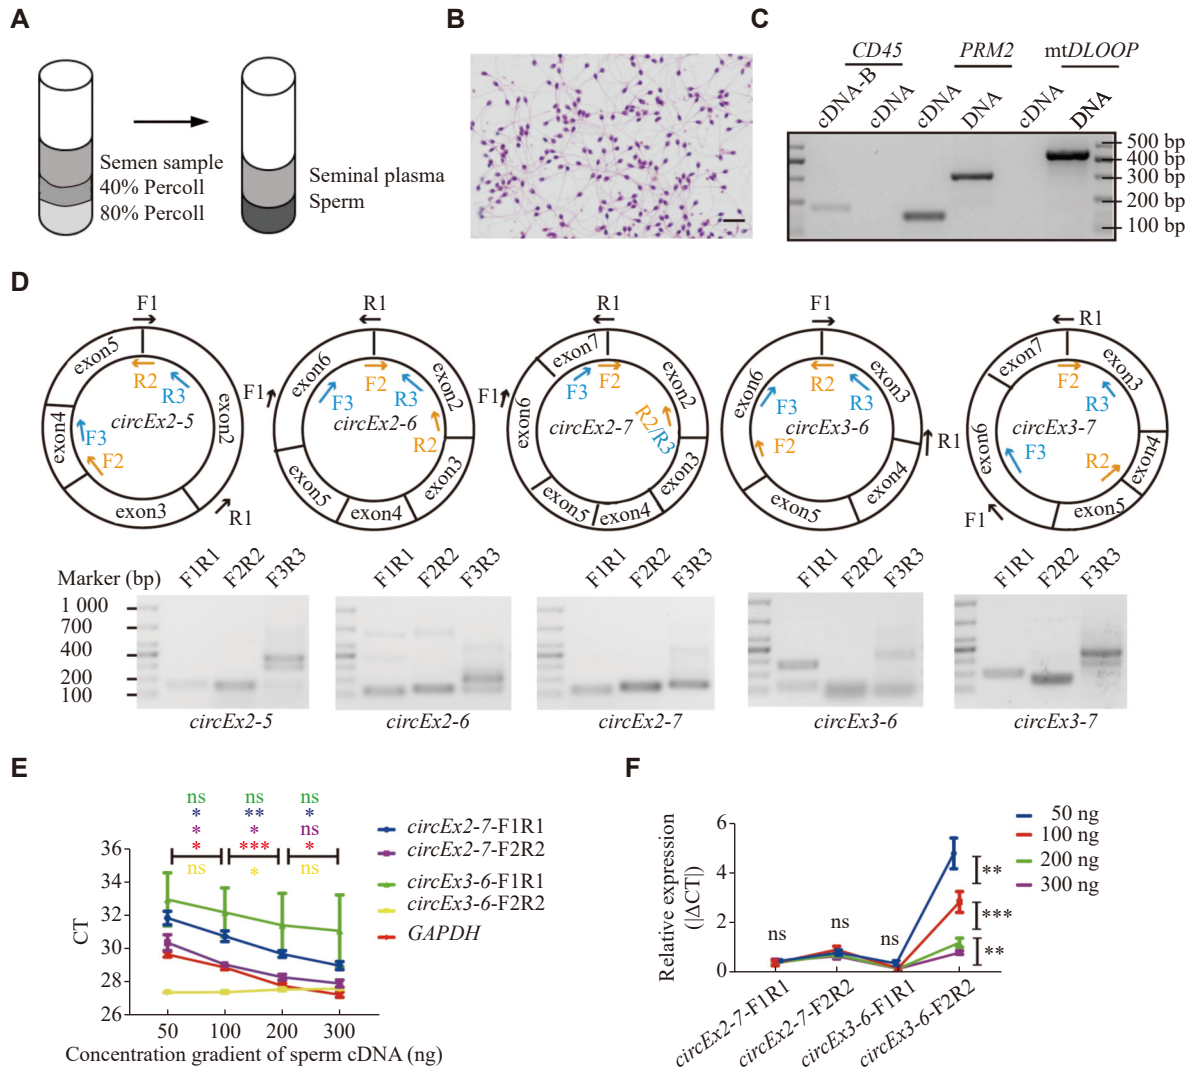 A
Semen sample
40% Percoll
80% Percoll
Seminal plasma
Sperm
B
C
CD45
PRM2
mtDLOOP
cDNA-B
cDNA
cDNA
DNA
cDNA
DNA
500 bp
400 bp
300 bp
200 bp
100 bp
D
F1
exon5
exon2
exon4
exon3
R2
R3
F3
F2
R1
circEx2-5
R1
F1
exon6
exon2
exon5
exon4
exon3
F2
F3
R3
R2
circEx2-6
R1
F1
exon7
exon2
exon6
exon5
exon4
exon3
F3
F2
R2/R3
circEx2-7
F1
exon6
exon3
exon5
exon4
R2
F3
R3
F2
R1
circEx3-6
R1
exon7
exon3
exon6
exon4
exon5
F2
R3
F3
R2
F1
circEx3-7
Marker (bp)
1 000
700
400
200
100
F1R1 F2R2 F3R3
F1R1 F2R2 F3R3
F1R1 F2R2 F3R3
F1R1 F2R2 F3R3
F1R1 F2R2 F3R3
circEx2-5
circEx2-6
circEx2-7
circEx3-6
circEx3-7
E
ns ns ns
* ** *
* * ns
* *** *
ns * ns
36
34
32
30
28
26
CT
50 100 200 300
Concentration gradient of sperm cDNA (ng)
circEx2-7-F1R1
circEx2-7-F2R2
circEx3-6-F1R1
circEx3-6-F2R2
GAPDH
F
Relative expression
(|ΔCT|)
6
4
2
0
ns
ns
ns
**
***
**
circEx2-7-F1R1
circEx2-7-F2R2
circEx3-6-F1R1
circEx3-6-F2R2
50 ng
100 ng
200 ng
300 ng